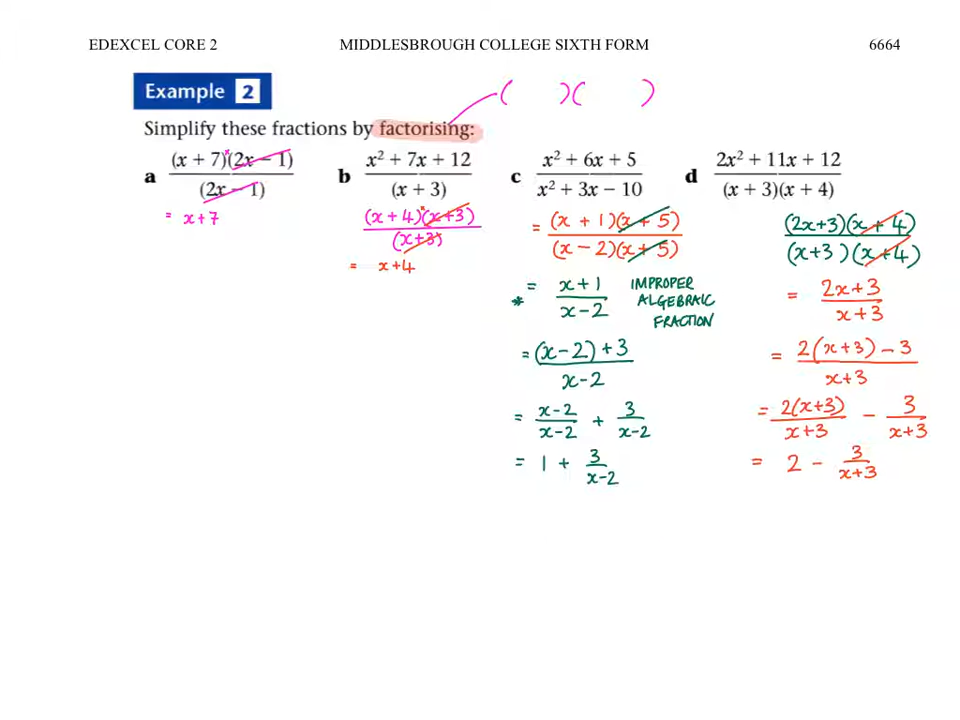 EDEXCEL CORE 2 MIDDLESBROUGH COLLEGE SIXTH FORM 6664
Example 2 ( )( )
Simplify these fractions by factorising:
a (x + 7)(2x − 1) / (2x − 1)
= x+7
b x² + 7x + 12 / (x + 3)
(x+4)(x+3) / (x+3)
= x+4
c x² + 6x + 5 / x² + 3x − 10
= (x + 1)(x + 5) / (x − 2)(x + 5)
* = x+1 / x−2 IMPROPER
ALGEBRAIC
FRACTION
= (x−2)+3 / x−2
= x−2 / x−2 + 3 / x−2
= 1 + 3 / x−2
d 2x² + 11x + 12 / (x + 3)(x + 4)
(2x+3)(x+4) / (x+3)(x+4)
= 2x+3 / x+3
= 2(x+3) − 3 / x+3
= 2(x+3) / x+3 − 3 / x+3
= 2 − 3 / x+3